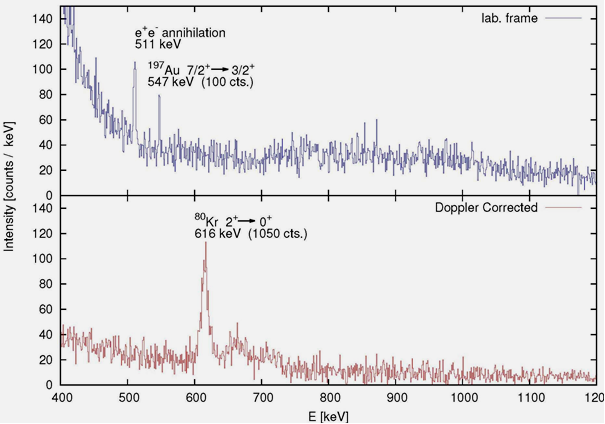 140
120
100
80
60
40
20
0
lab. frame
e⁺e⁻ annihilation
511 keV
¹⁹⁷Au 7/2⁺→3/2⁺
547 keV (100 cts.)
Intensity [counts / keV]
140
120
100
80
60
40
20
0
Doppler Corrected
⁸⁰Kr 2⁺→0⁺
616 keV (1050 cts.)
400 500 600 700 800 900 1000 1100 120
E [keV]